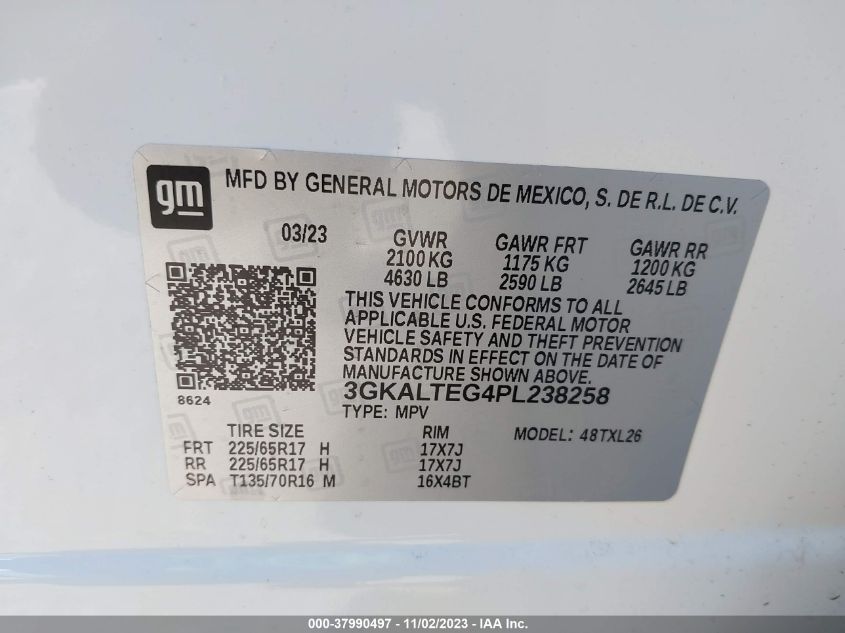 gm
MFD BY GENERAL MOTORS DE MEXICO, S. DE R.L. DE C.V.
03/23 GVWR GAWR FRT GAWR RR
2100 KG 1175 KG 1200 KG
4630 LB 2590 LB 2645 LB
THIS VEHICLE CONFORMS TO ALL
APPLICABLE U.S. FEDERAL MOTOR
VEHICLE SAFETY AND THEFT PREVENTION
STANDARDS IN EFFECT ON THE DATE OF
MANUFACTURE SHOWN ABOVE.
8624 3GKALTEG4PL238258
TYPE: MPV
TIRE SIZE RIM MODEL: 48TXL26
FRT 225/65R17 H 17X7J
RR 225/65R17 H 17X7J
SPA T135/70R16 M 16X4BT
000-37990497 - 11/02/2023 - IAA Inc.